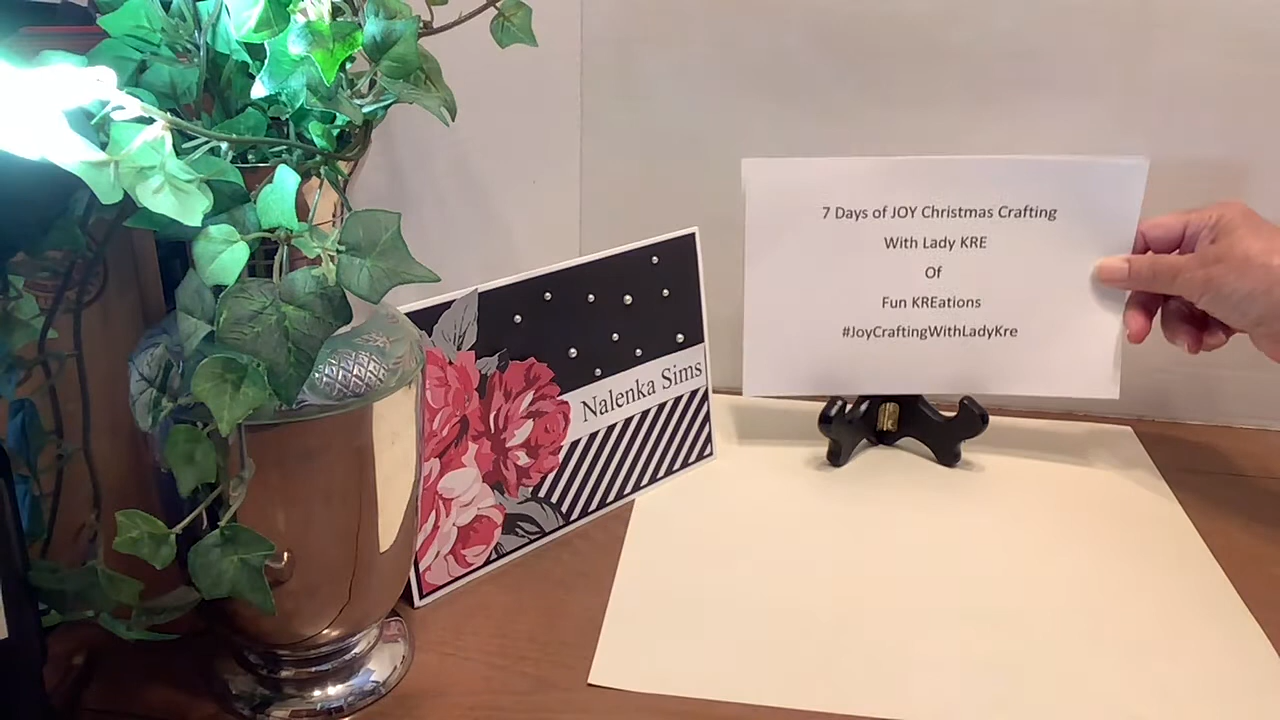 Nalenka Sims
7 Days of JOY Christmas Crafting
With Lady KRE
Of
Fun KREations
#JoyCraftingWithLadyKre